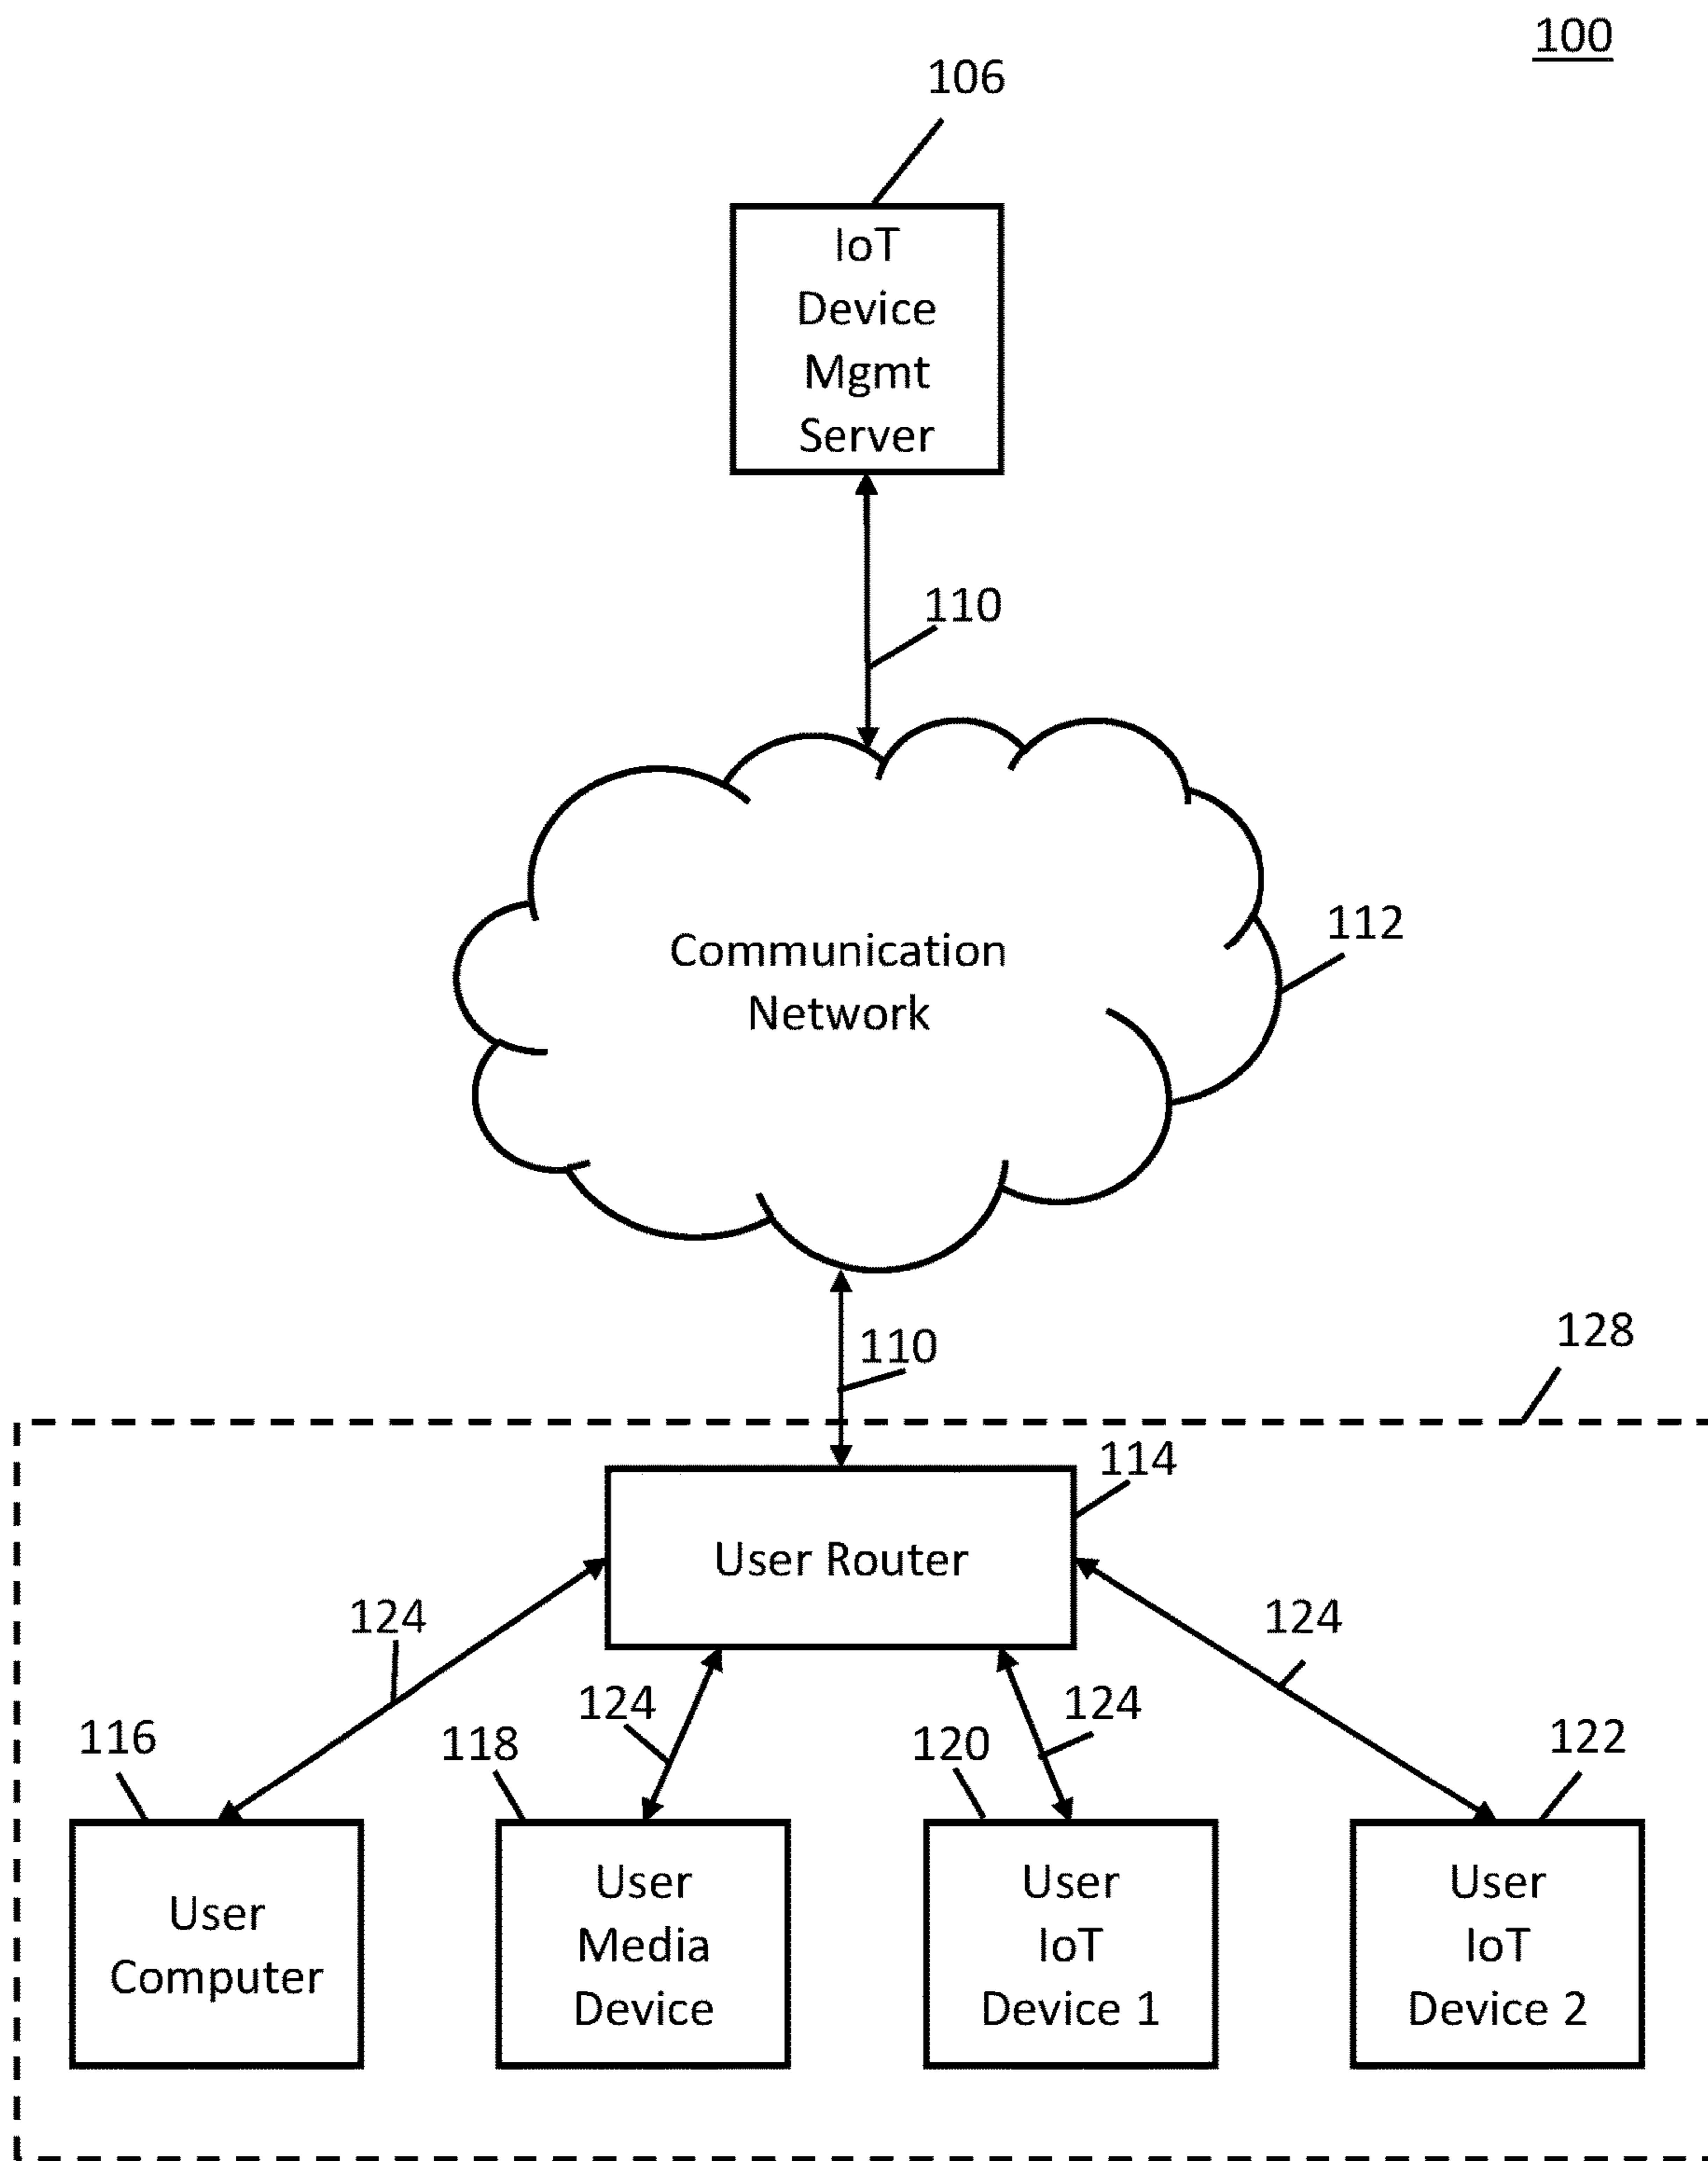 100
106
IoT
Device
Mgmt
Server
110
Communication
Network
112
110
128
114
User Router
124
124
124
124
116
118
120
122
User
Computer
User
Media
Device
User
IoT
Device 1
User
IoT
Device 2